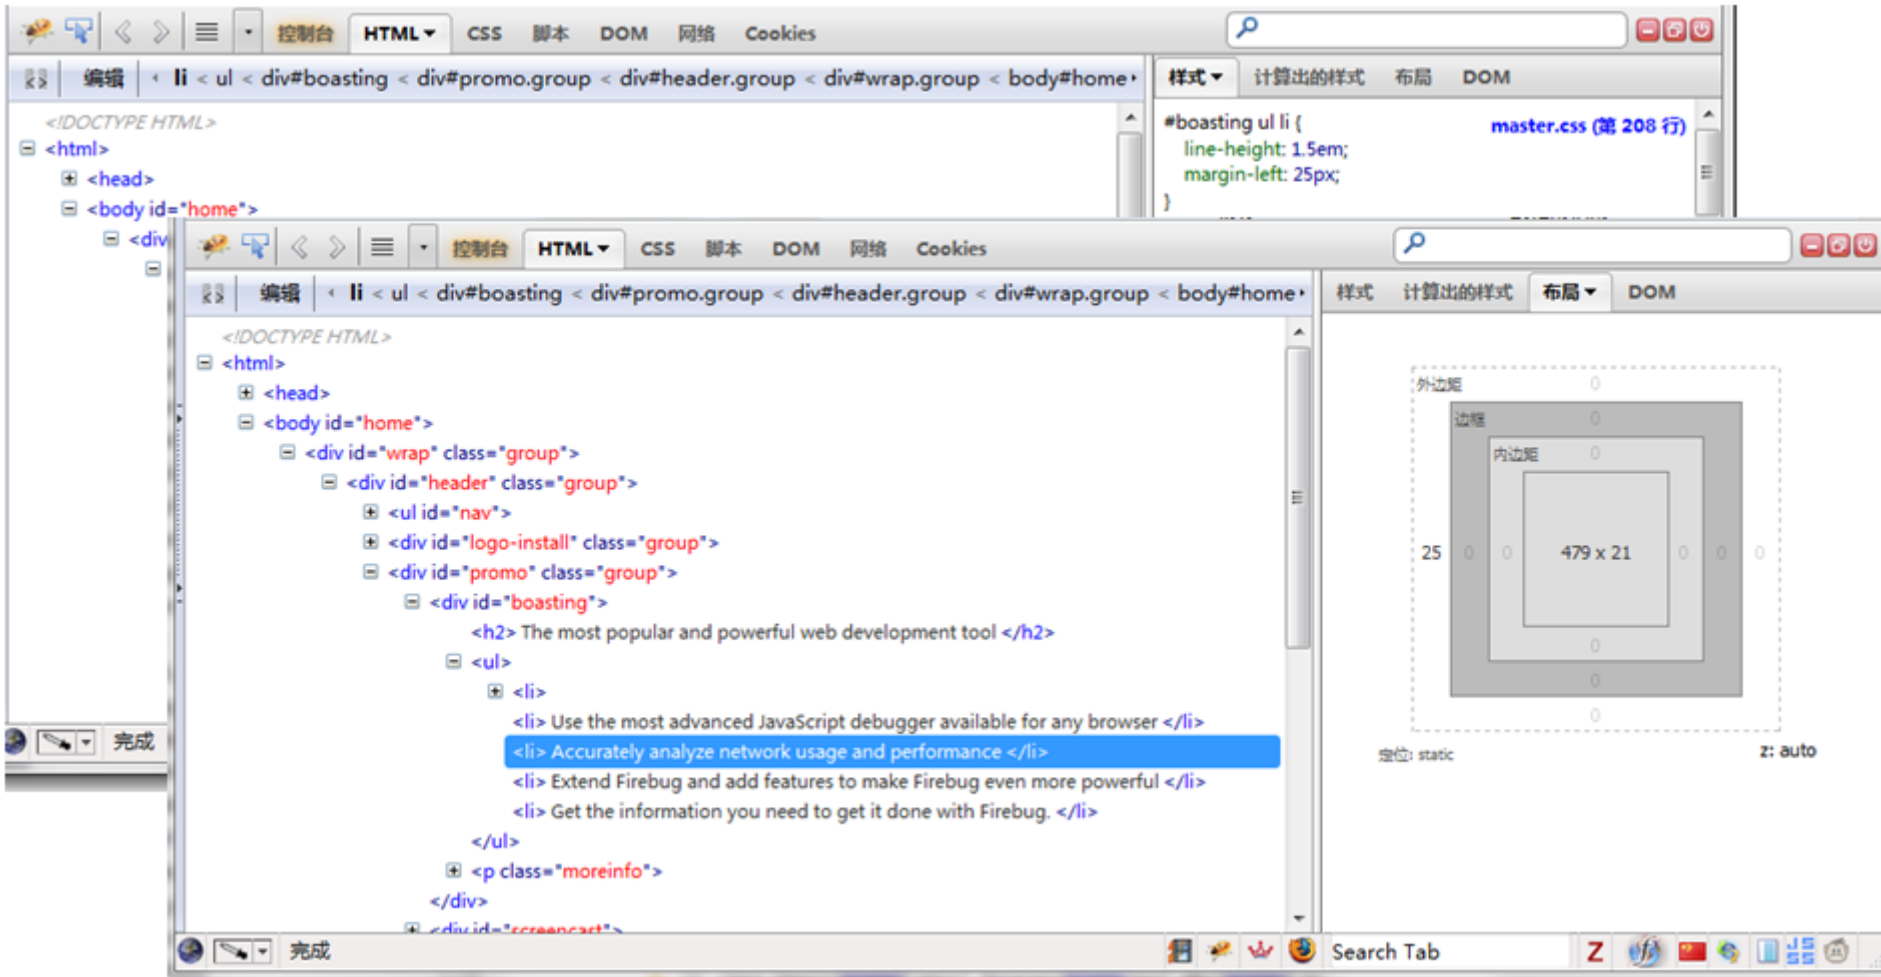 控制台 HTML CSS 脚本 DOM 网络 Cookies
编辑 li < ul < div#boasting < div#promo.group < div#header.group < div#wrap.group < body#home
样式 计算出的样式 布局 DOM
<!DOCTYPE HTML>
<html>
<head>
<body id="home">
<div
#boasting ul li {
master.css (第 208 行)
line-height: 1.5em;
margin-left: 25px;
}
完成
控制台 HTML CSS 脚本 DOM 网络 Cookies
编辑 li < ul < div#boasting < div#promo.group < div#header.group < div#wrap.group < body#home
样式 计算出的样式 布局 DOM
<!DOCTYPE HTML>
<html>
<head>
<body id="home">
<div id="wrap" class="group">
<div id="header" class="group">
<ul id="nav">
<div id="logo-install" class="group">
<div id="promo" class="group">
<div id="boasting">
<h2> The most popular and powerful web development tool </h2>
<ul>
<li>
<li> Use the most advanced JavaScript debugger available for any browser </li>
<li> Accurately analyze network usage and performance </li>
<li> Extend Firebug and add features to make Firebug even more powerful </li>
<li> Get the information you need to get it done with Firebug. </li>
</ul>
<p class="moreinfo">
</div>
<div id="screencast">
外边距 0
边框 0
内边距 0
25 0 0 479 x 21 0 0 0
0
0
0
定位: static z: auto
完成 Search Tab Z